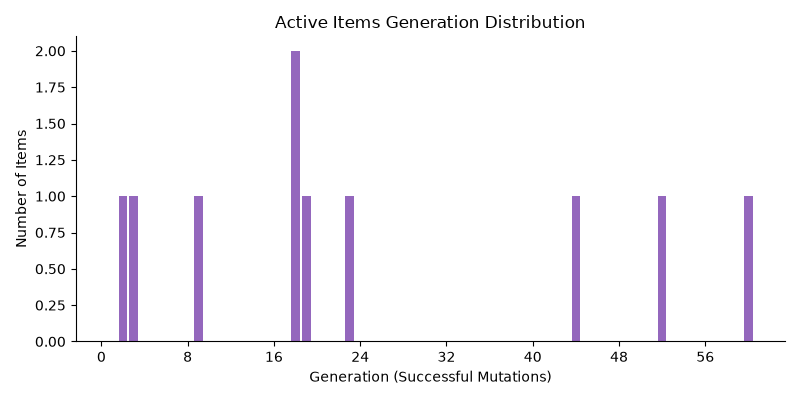 Active Items Generation Distribution
Number of Items
2.00
1.75
1.50
1.25
1.00
0.75
0.50
0.25
0.00
0 8 16 24 32 40 48 56
Generation (Successful Mutations)